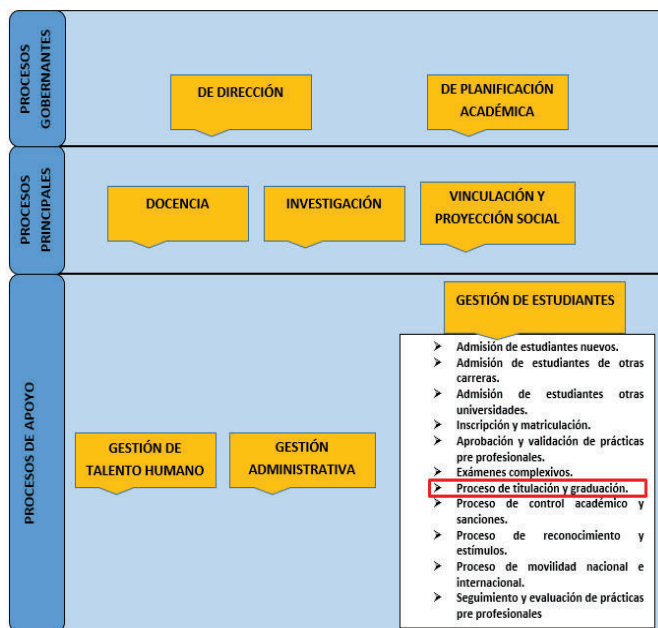 PROCESOS
GOBERNANTES
DE DIRECCIÓN
DE PLANIFICACIÓN
ACADÉMICA
PROCESOS
PRINCIPALES
DOCENCIA
INVESTIGACIÓN
VINCULACIÓN Y
PROYECCIÓN SOCIAL
PROCESOS DE APOYO
GESTIÓN DE
TALENTO HUMANO
GESTIÓN
ADMINISTRATIVA
GESTIÓN DE ESTUDIANTES
➢ Admisión de estudiantes nuevos.
➢ Admisión de estudiantes de otras
carreras.
➢ Admisión de estudiantes otras
universidades.
➢ Inscripción y matriculación.
➢ Aprobación y validación de prácticas
pre profesionales.
➢ Exámenes complexivos.
➢ Proceso de titulación y graduación.
➢ Proceso de control académico y
sanciones.
➢ Proceso de reconocimiento y
estímulos.
➢ Proceso de movilidad nacional e
internacional.
➢ Seguimiento y evaluación de prácticas
pre profesionales